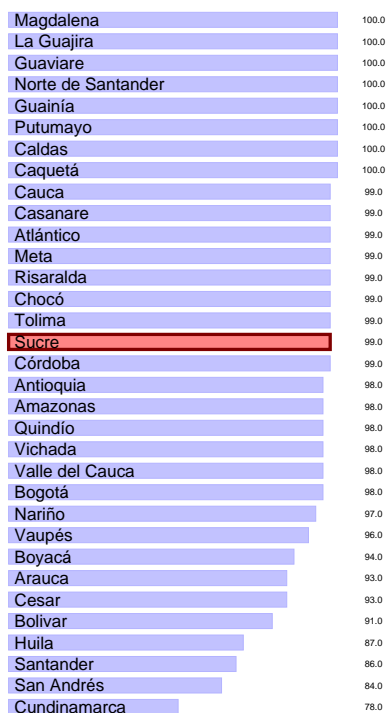 Magdalena 100.0
La Guajira 100.0
Guaviare 100.0
Norte de Santander 100.0
Guainía 100.0
Putumayo 100.0
Caldas 100.0
Caquetá 100.0
Cauca 99.0
Casanare 99.0
Atlántico 99.0
Meta 99.0
Risaralda 99.0
Chocó 99.0
Tolima 99.0
Sucre 99.0
Córdoba 99.0
Antioquia 98.0
Amazonas 98.0
Quindío 98.0
Vichada 98.0
Valle del Cauca 98.0
Bogotá 98.0
Nariño 97.0
Vaupés 96.0
Boyacá 94.0
Arauca 93.0
Cesar 93.0
Bolivar 91.0
Huila 87.0
Santander 86.0
San Andrés 84.0
Cundinamarca 78.0